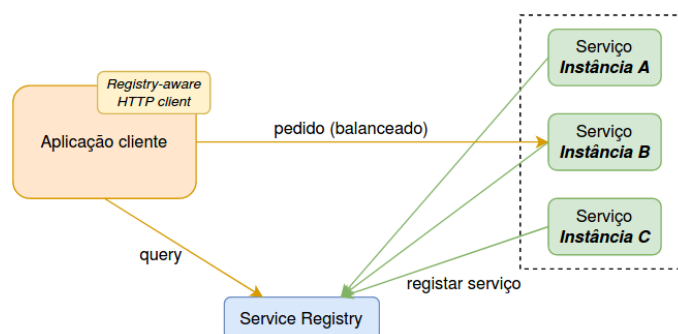 Registry-aware
HTTP client
Aplicação cliente
pedido (balanceado)
query
Service Registry
registar serviço
Serviço
Instância A
Serviço
Instância B
Serviço
Instância C